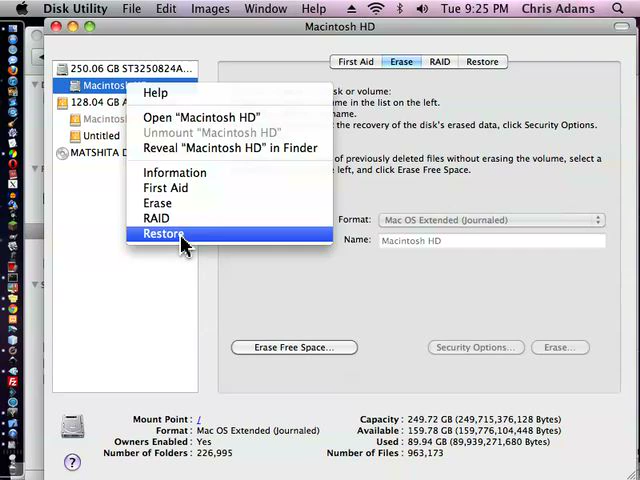 Disk Utility File Edit Images Window Help Tue 9:25 PM Chris Adams
Macintosh HD
250.06 GB ST3250824A...
Macintosh HD
128.04 GB A
Macintos
Untitled
MATSHITA D
Help
Open “Macintosh HD”
Unmount “Macintosh HD”
Reveal “Macintosh HD” in Finder
Information
First Aid
Erase
RAID
Restore
First Aid Erase RAID Restore
disk or volume:
ume in the list on the left.
name.
t the recovery of the disk's erased data, click Security Options.
of previously deleted files without erasing the volume, select a
eft, and click Erase Free Space.
Format: Mac OS Extended (Journaled)
Name: Macintosh HD
Erase Free Space... Security Options... Erase...
Mount Point : / Capacity : 249.72 GB (249,715,376,128 Bytes)
Format : Mac OS Extended (Journaled) Available : 159.78 GB (159,776,104,448 Bytes)
Owners Enabled : Yes Used : 89.94 GB (89,939,271,680 Bytes)
Number of Folders : 226,995 Number of Files : 963,173
?